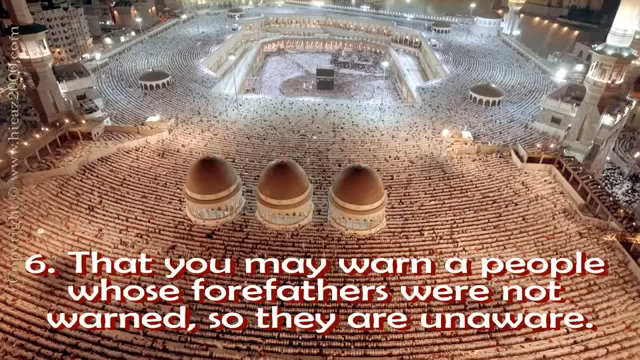 6. That you may warn a people
whose forefathers were not
warned, so they are unaware.